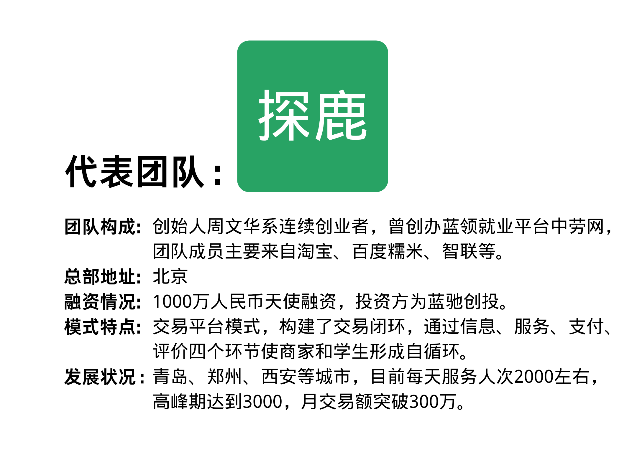 探鹿
代表团队：
团队构成：创始人周文华系连续创业者，曾创办蓝领就业平台中劳网，
团队成员主要来自淘宝、百度糯米、智联等。
总部地址：北京
融资情况：1000万人民币天使融资，投资方为蓝驰创投。
模式特点：交易平台模式，构建了交易闭环，通过信息、服务、支付、
评价四个环节使商家和学生形成自循环。
发展状况：青岛、郑州、西安等城市，目前每天服务人次2000左右，
高峰期达到3000，月交易额突破300万。